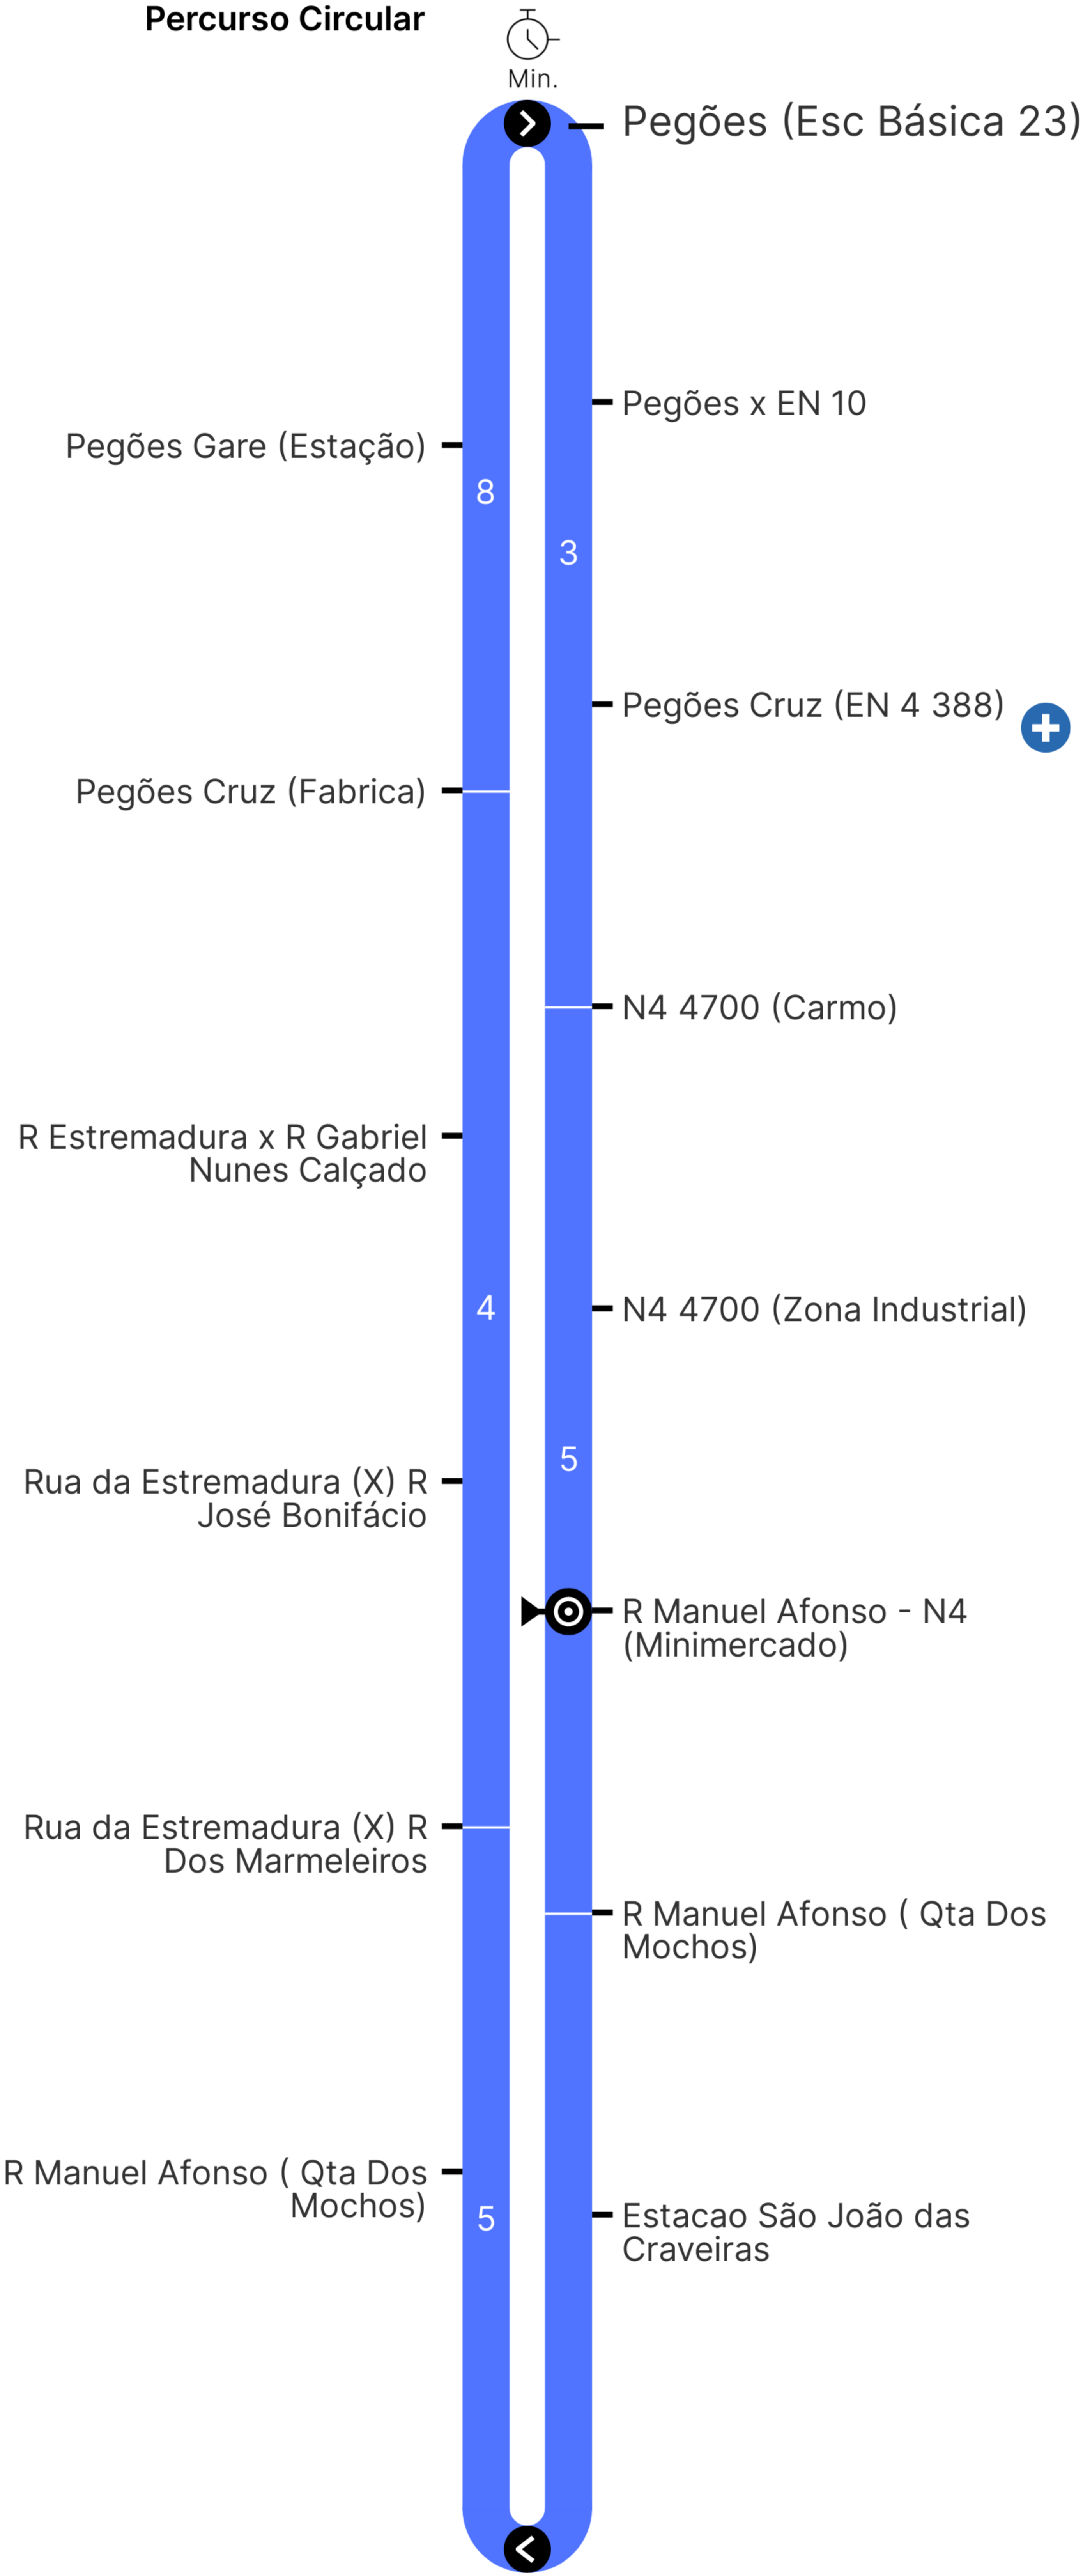 Percurso Circular
Min.
Pegões (Esc Básica 23)
Pegões x EN 10
Pegões Gare (Estação)
8
3
Pegões Cruz (EN 4 388)
Pegões Cruz (Fabrica)
N4 4700 (Carmo)
R Estremadura x R Gabriel
Nunes Calçado
4
N4 4700 (Zona Industrial)
5
Rua da Estremadura (X) R
José Bonifácio
R Manuel Afonso - N4
(Minimercado)
Rua da Estremadura (X) R
Dos Marmeleiros
R Manuel Afonso ( Qta Dos
Mochos)
R Manuel Afonso ( Qta Dos
Mochos)
5
Estacao São João das
Craveiras